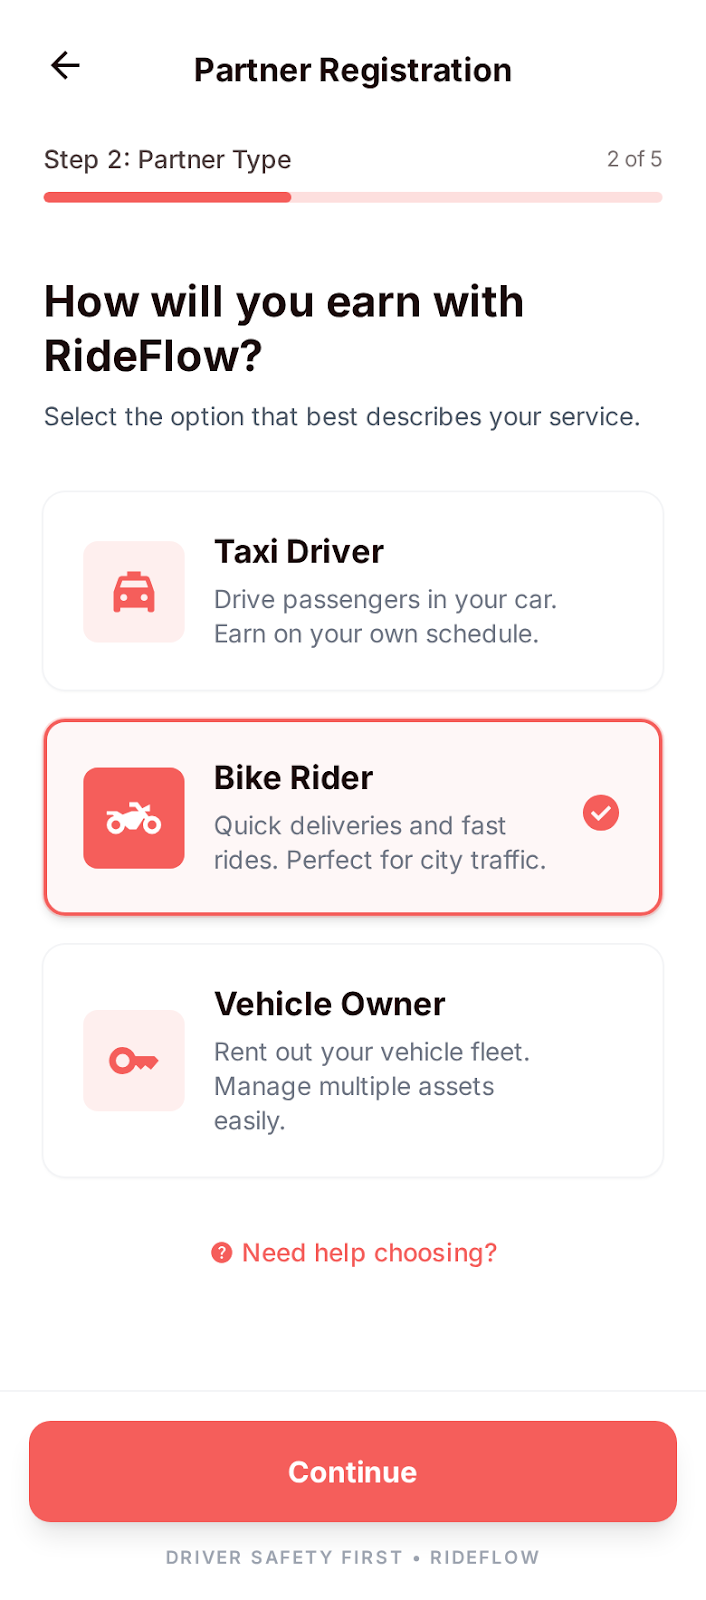 Partner Registration
Step 2: Partner Type
2 of 5
How will you earn with
RideFlow?
Select the option that best describes your service.
Taxi Driver
Drive passengers in your car.
Earn on your own schedule.
Bike Rider
Quick deliveries and fast
rides. Perfect for city traffic.
Vehicle Owner
Rent out your vehicle fleet.
Manage multiple assets
easily.
? Need help choosing?
Continue
DRIVER SAFETY FIRST • RIDEFLOW